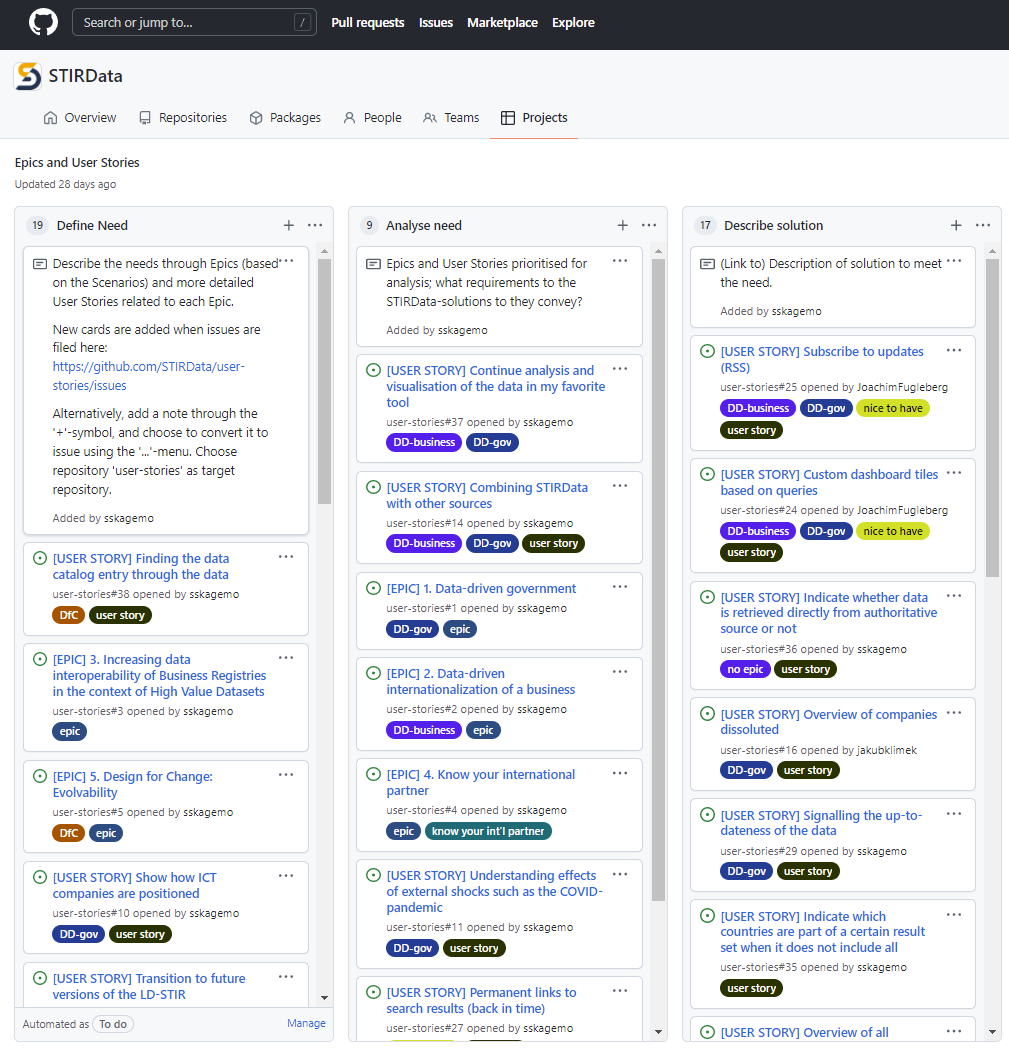 Search or jump to...
/
Pull requests
Issues
Marketplace
Explore
STIRData
Overview
Repositories
Packages
People
Teams
Projects
Epics and User Stories
Updated 28 days ago
19 Define Need
Describe the needs through Epics (based
on the Scenarios) and more detailed
User Stories related to each Epic.
New cards are added when issues are
filed here:
https://github.com/STIRData/user-
stories/issues
Alternatively, add a note through the
'+'-symbol, and choose to convert it to
issue using the '...'-menu. Choose
repository 'user-stories' as target
repository.
Added by sskagemo
[USER STORY] Finding the data
catalog entry through the data
user-stories#38 opened by sskagemo
DfC user story
[EPIC] 3. Increasing data
interoperability of Business Registries
in the context of High Value Datasets
user-stories#3 opened by sskagemo
epic
[EPIC] 5. Design for Change:
Evolvability
user-stories#5 opened by sskagemo
DfC epic
[USER STORY] Show how ICT
companies are positioned
user-stories#10 opened by sskagemo
DD-gov user story
[USER STORY] Transition to future
versions of the LD-STIR
Automated as To do
Manage
9 Analyse need
Epics and User Stories prioritised for
analysis; what requirements to the
STIRData-solutions to they convey?
Added by sskagemo
[USER STORY] Continue analysis and
visualisation of the data in my favorite
tool
user-stories#37 opened by sskagemo
DD-business DD-gov
[USER STORY] Combining STIRData
with other sources
user-stories#14 opened by sskagemo
DD-business DD-gov user story
[EPIC] 1. Data-driven government
user-stories#1 opened by sskagemo
DD-gov epic
[EPIC] 2. Data-driven
internationalization of a business
user-stories#2 opened by sskagemo
DD-business epic
[EPIC] 4. Know your international
partner
user-stories#4 opened by sskagemo
epic know your int'l partner
[USER STORY] Understanding effects
of external shocks such as the COVID-
pandemic
user-stories#11 opened by sskagemo
DD-gov user story
[USER STORY] Permanent links to
search results (back in time)
user-stories#27 opened by sskagemo
17 Describe solution
(Link to) Description of solution to meet
the need.
Added by sskagemo
[USER STORY] Subscribe to updates
(RSS)
user-stories#25 opened by JoachimFugleberg
DD-business DD-gov nice to have
user story
[USER STORY] Custom dashboard tiles
based on queries
user-stories#24 opened by JoachimFugleberg
DD-business DD-gov nice to have
user story
[USER STORY] Indicate whether data
is retrieved directly from authoritative
source or not
user-stories#36 opened by sskagemo
no epic user story
[USER STORY] Overview of companies
dissoluted
user-stories#16 opened by jakubklimek
DD-gov user story
[USER STORY] Signalling the up-to-
dateness of the data
user-stories#29 opened by sskagemo
DD-gov user story
[USER STORY] Indicate which
countries are part of a certain result
set when it does not include all
user-stories#35 opened by sskagemo
user story
[USER STORY] Overview of all